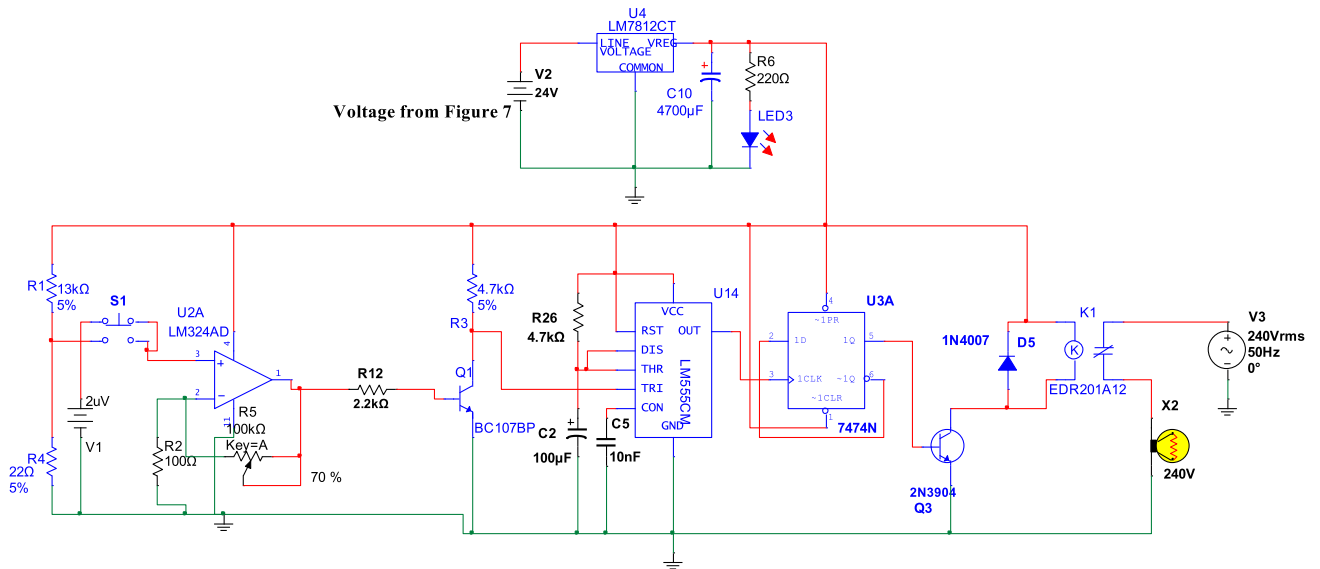 U4
LM7812CT
LINE VREG
VOLTAGE
COMMON
V2
24V
Voltage from Figure 7
C10
4700µF
R6
220Ω
LED3
R1
13kΩ
5%
S1
U2A
LM324AD
4
3
2
1
11
2uV
V1
R4
22Ω
5%
R2
100Ω
R5
100kΩ
Key=A
70 %
R12
2.2kΩ
4.7kΩ
5%
R3
Q1
BC107BP
R26
4.7kΩ
C2
100µF
C5
10nF
U14
VCC
RST OUT
DIS
THR
TRI
CON
GND
LM555CM
U3A
4
~1PR
2 1D 1Q 5
3 1CLK ~1Q 6
~1CLR
1
7474N
1N4007
D5
K1
K
EDR201A12
2N3904
Q3
V3
240Vrms
50Hz
0°
X2
240V